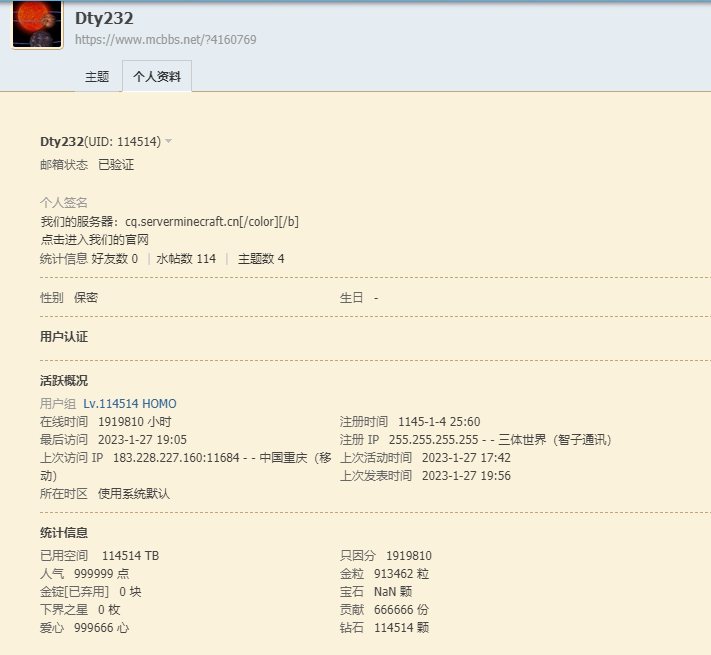 Dty232
https://www.mcbbs.net/?4160769
主题 个人资料
Dty232(UID: 114514)
邮箱状态 已验证
个人签名
我们的服务器：cq.serverminecraft.cn[/color][/b]
点击进入我们的官网
统计信息 好友数 0 | 水帖数 114 | 主题数 4
性别 保密 生日 -
用户认证
活跃概况
用户组 Lv.114514 HOMO
在线时间 1919810 小时 注册时间 1145-1-4 25:60
最后访问 2023-1-27 19:05 注册 IP 255.255.255.255 - - 三体世界（智子通讯）
上次访问 IP 183.228.227.160:11684 - - 中国重庆（移 上次活动时间 2023-1-27 17:42
动） 上次发表时间 2023-1-27 19:56
所在时区 使用系统默认
统计信息
已用空间 114514 TB 只因分 1919810
人气 999999 点 金粒 913462 粒
金锭[已弃用] 0 块 宝石 NaN 颗
下界之星 0 枚 贡献 666666 份
爱心 999666 心 钻石 114514 颗